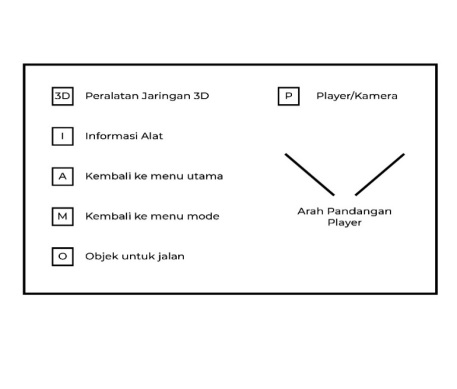 3D Peralatan Jaringan 3D
I Informasi Alat
A Kembali ke menu utama
M Kembali ke menu mode
O Objek untuk jalan
P Player/Kamera
Arah Pandangan
Player